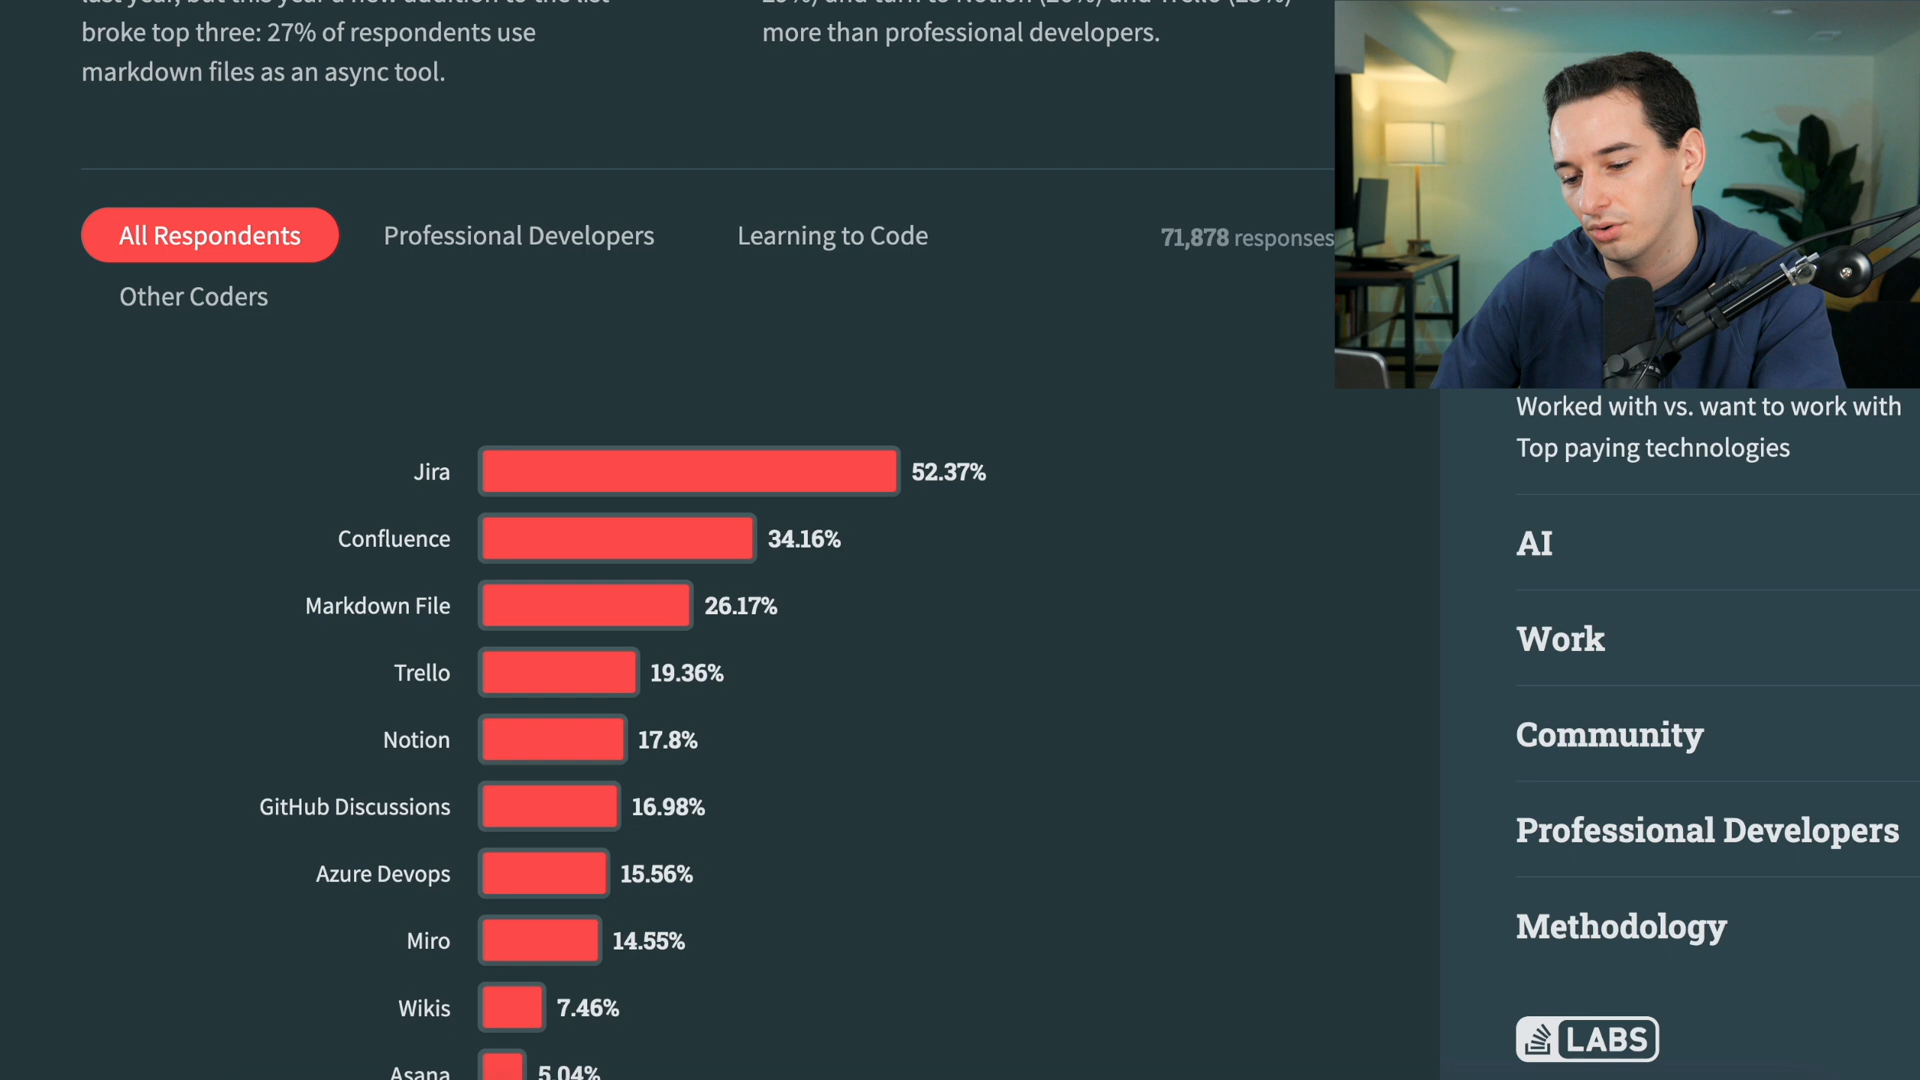 broke top three: 27% of respondents use
markdown files as an async tool.
more than professional developers.
All Respondents
Professional Developers
Learning to Code
71,878 responses
Other Coders
Jira 52.37%
Confluence 34.16%
Markdown File 26.17%
Trello 19.36%
Notion 17.8%
GitHub Discussions 16.98%
Azure Devops 15.56%
Miro 14.55%
Wikis 7.46%
Asana 5.04%
Worked with vs. want to work with
Top paying technologies
AI
Work
Community
Professional Developers
Methodology
LABS